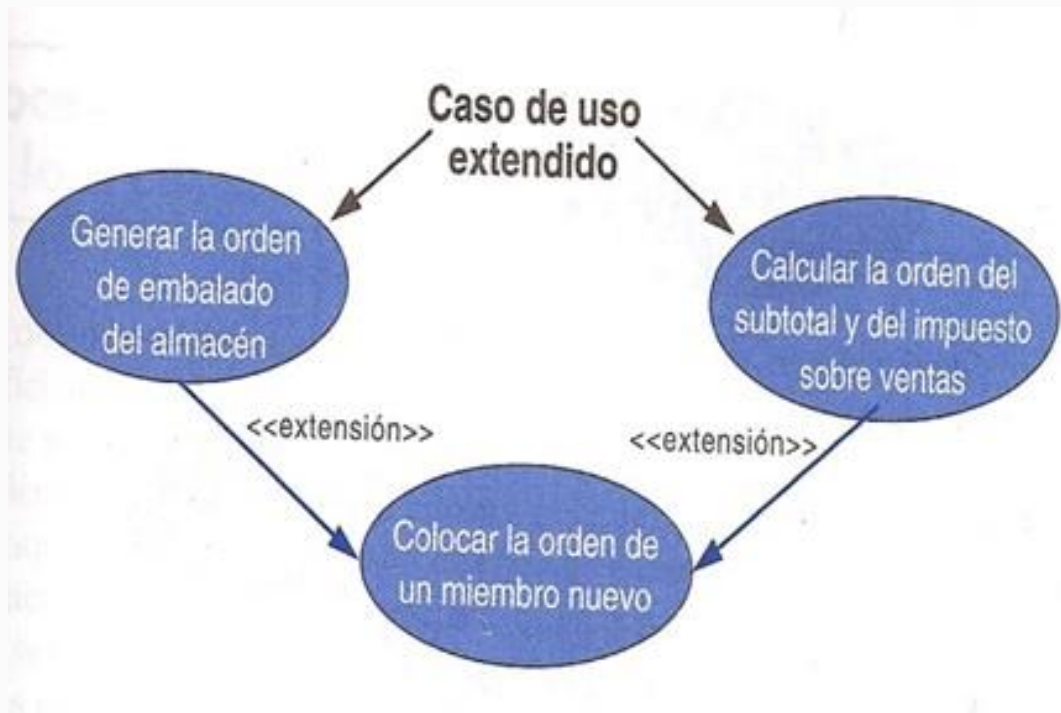 Caso de uso
extendido
Generar la orden
de embalado
del almacén
Calcular la orden del
subtotal y del impuesto
sobre ventas
<<extensión>>
<<extensión>>
Colocar la orden de
un miembro nuevo